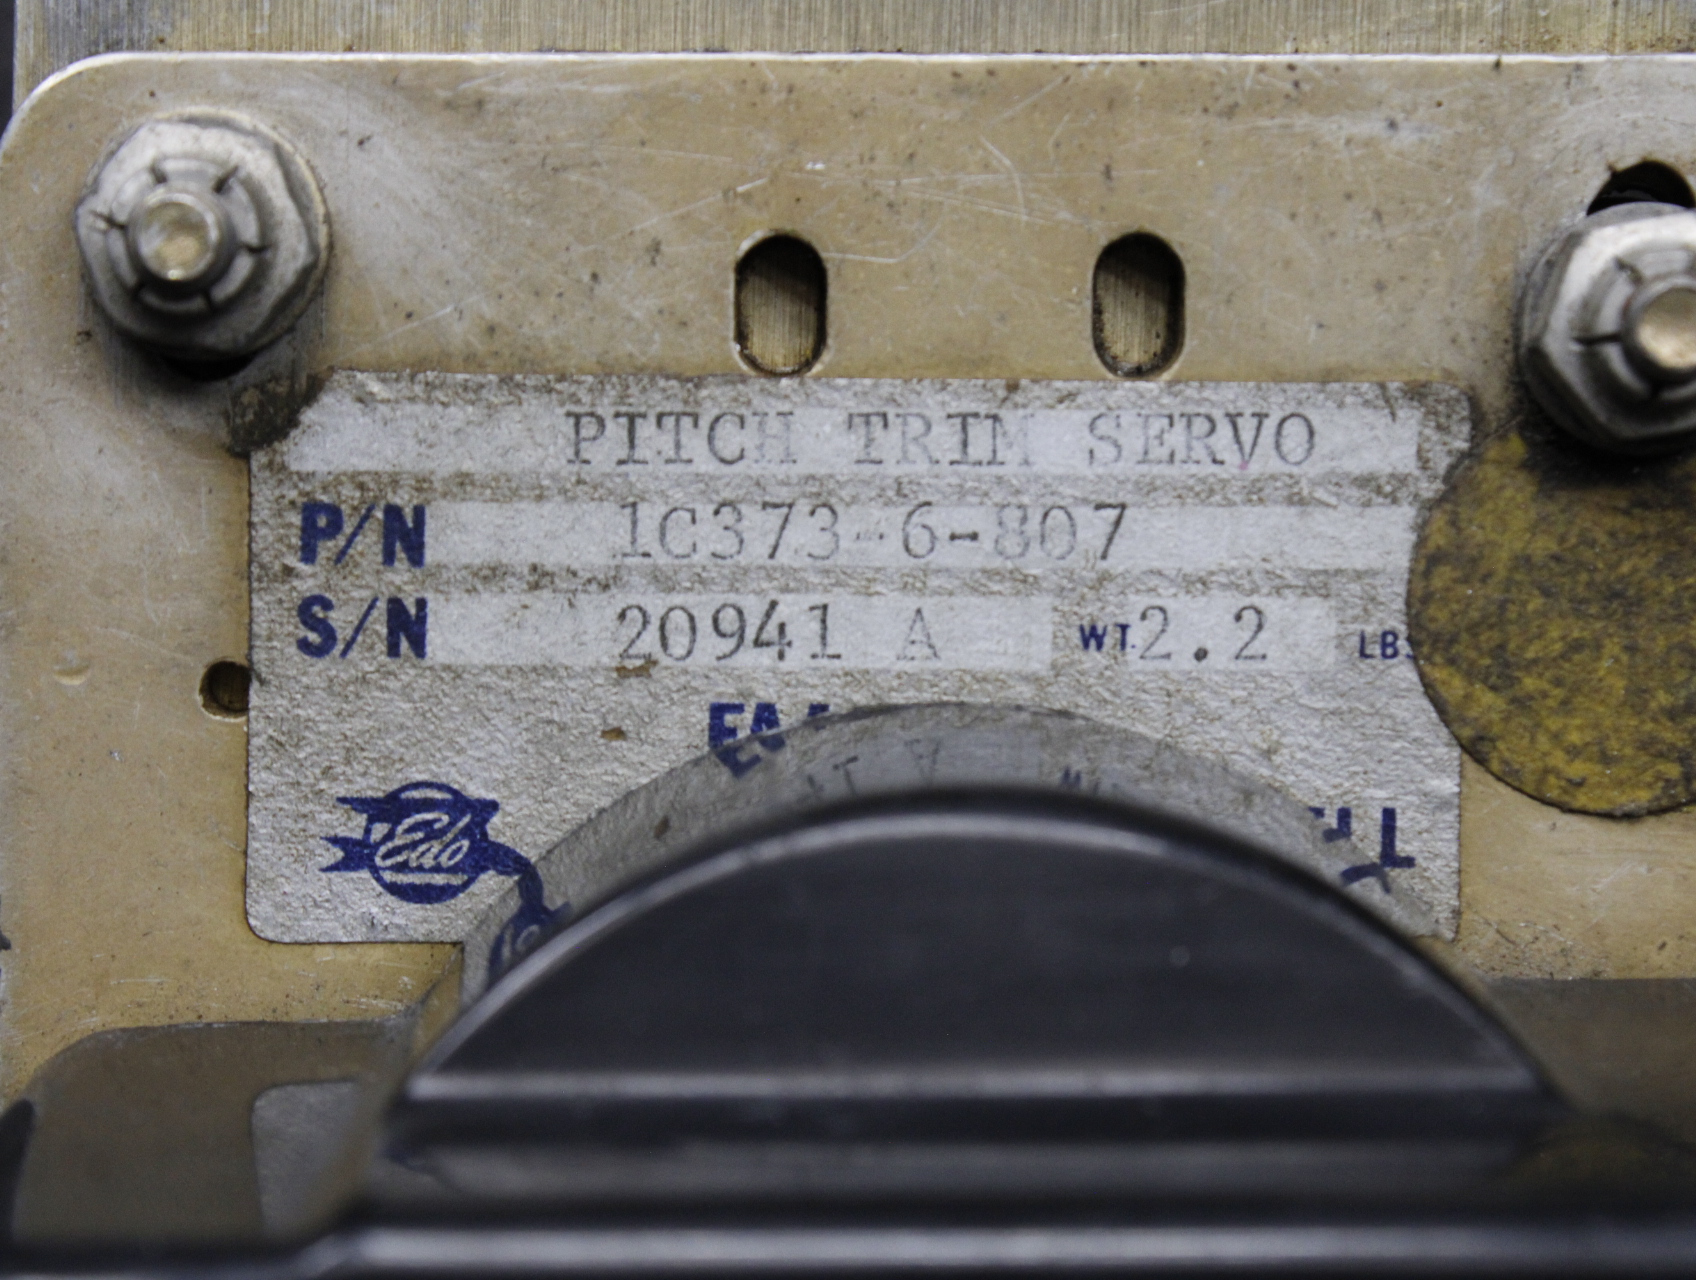 PITCH TRIM SERVO
P/N 1C373-6-807
S/N 20941 A WT. 2.2 LBS
Edo